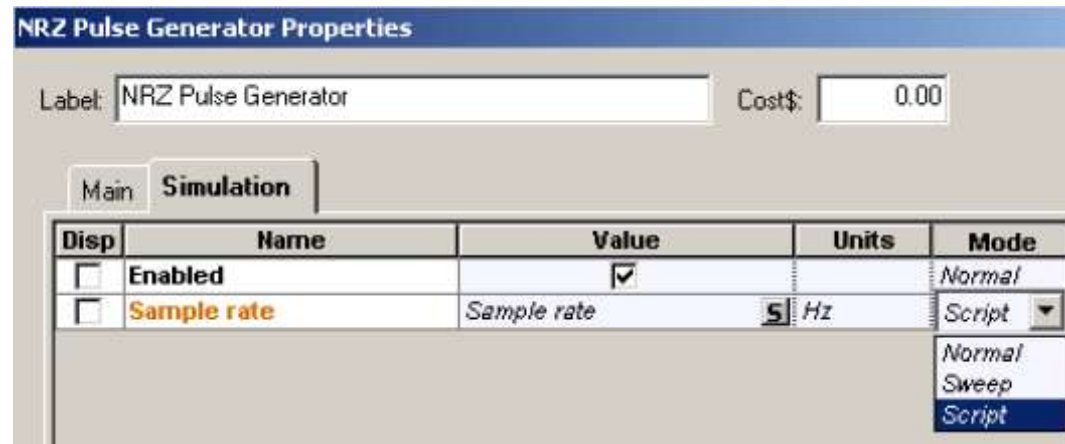 NRZ Pulse Generator Properties
Label: NRZ Pulse Generator Cost$: 0.00
Main Simulation
Disp Name Value Units Mode
Enabled Normal
Sample rate Sample rate S Hz Script
Normal
Sweep
Script